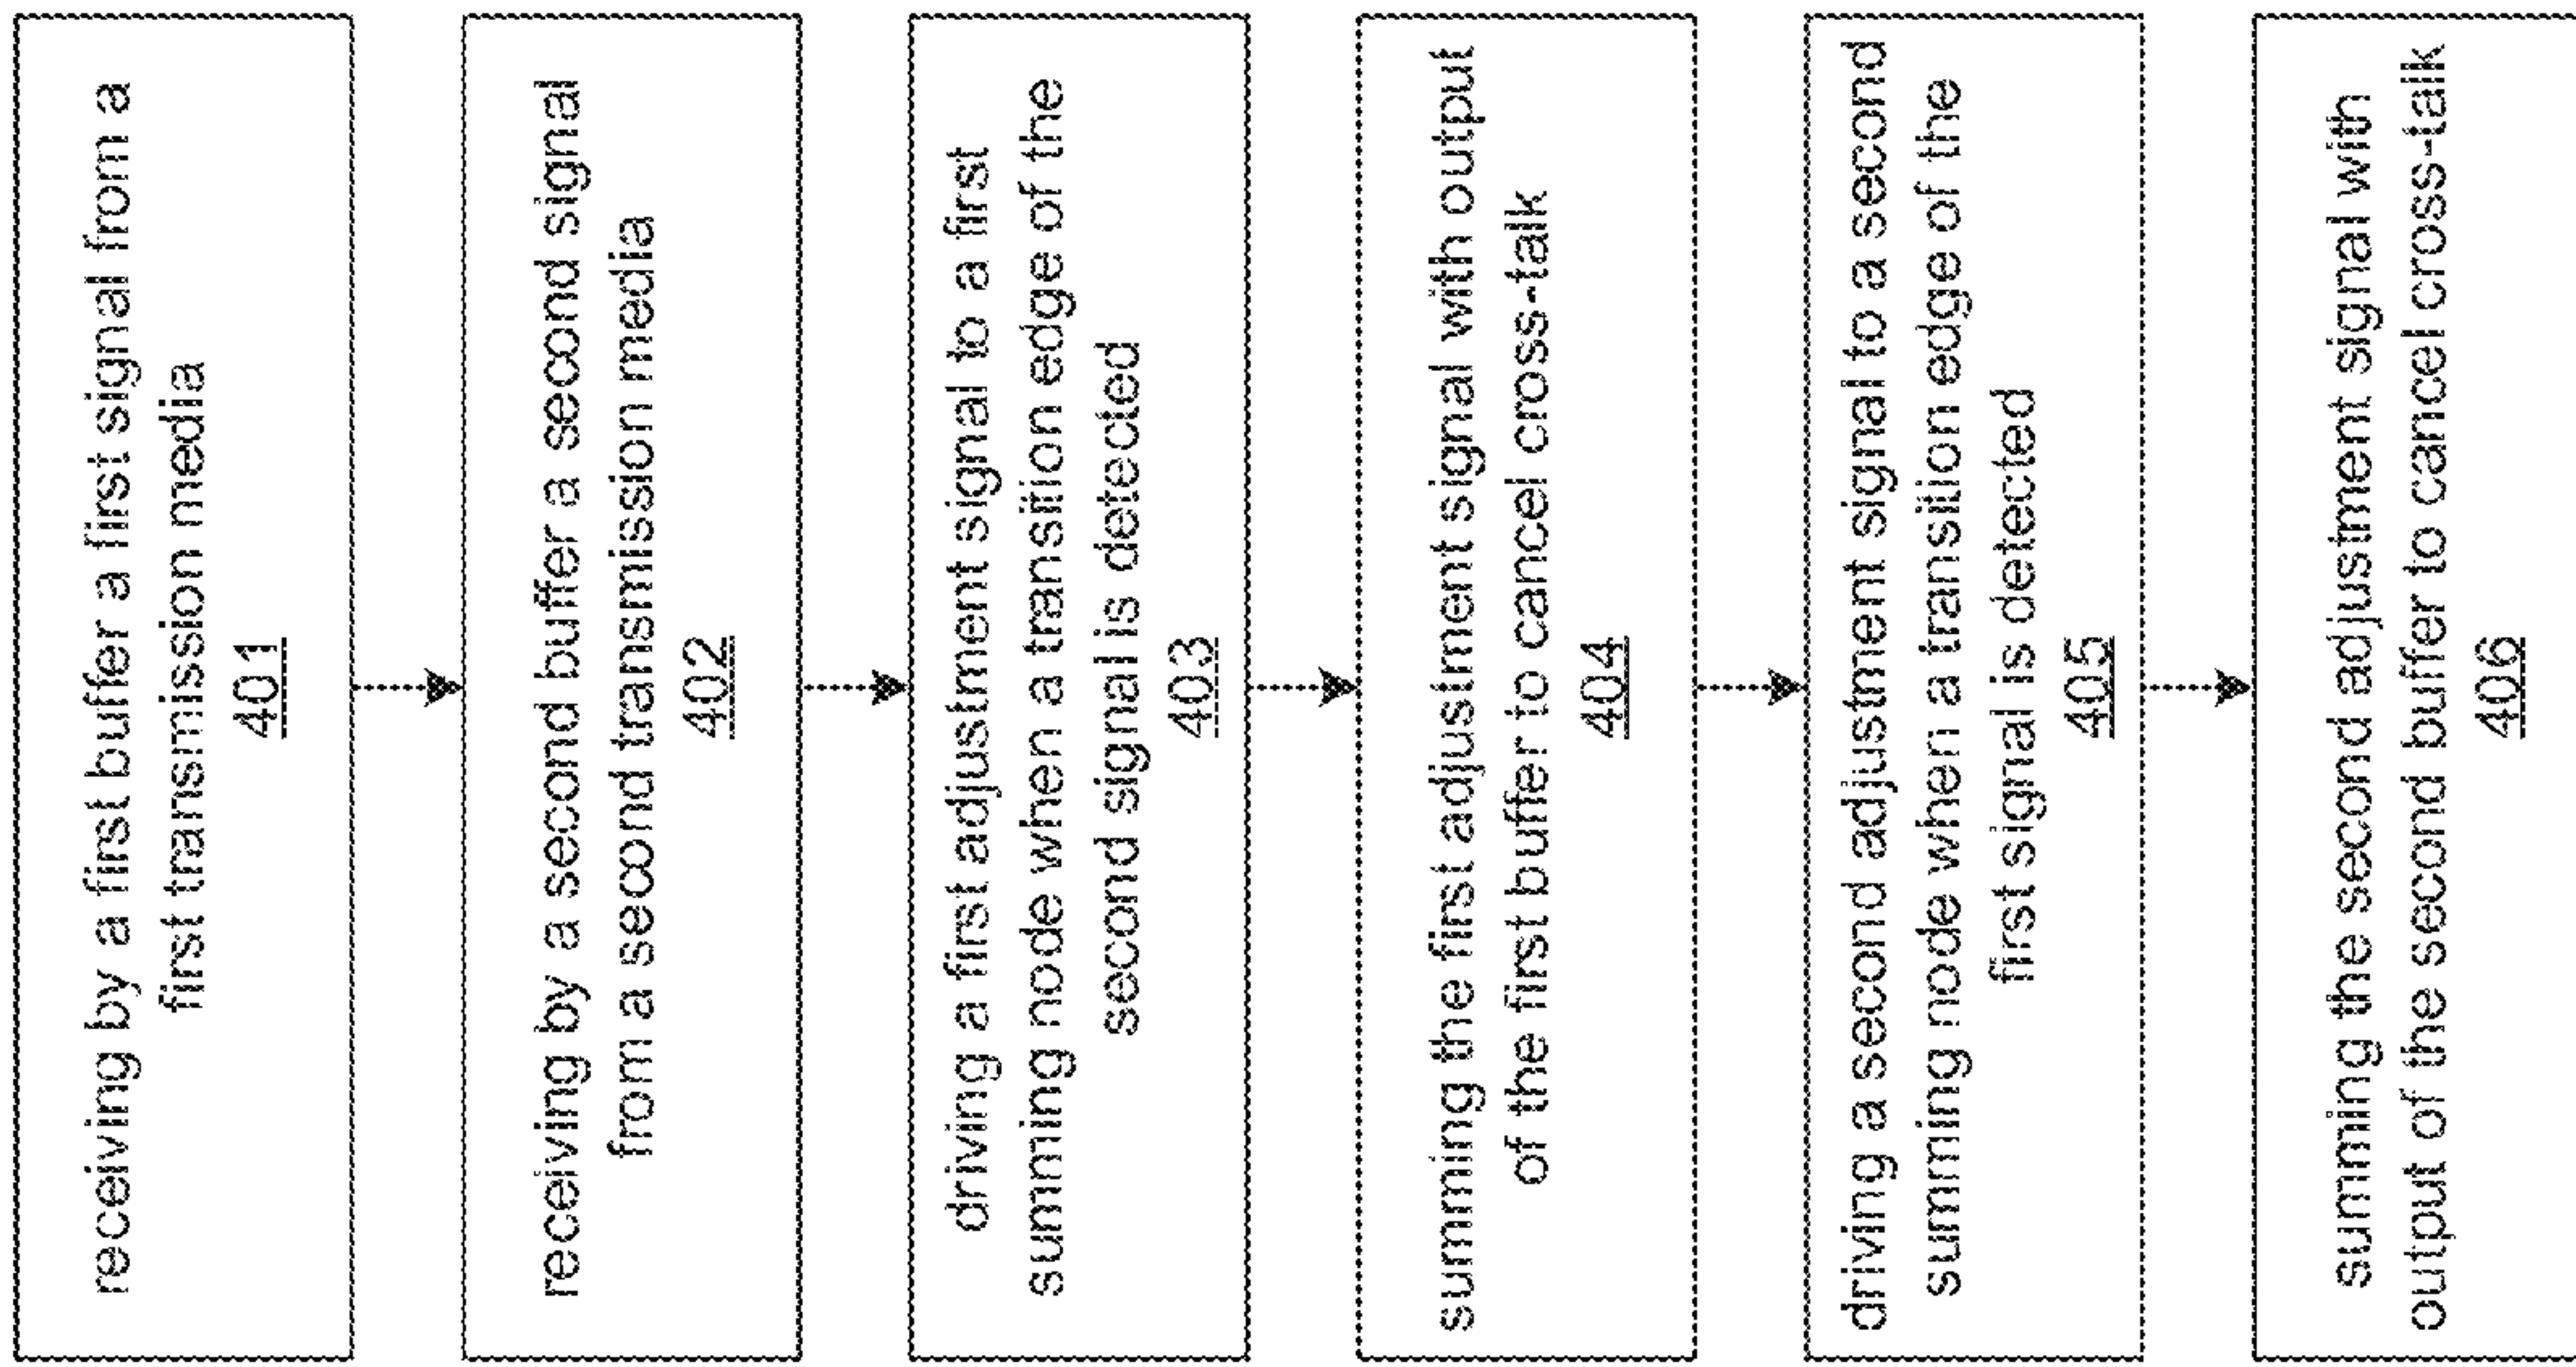 receiving by a first buffer a first signal from a
first transmission media
401
receiving by a second buffer a second signal
from a second transmission media
402
driving a first adjustment signal to a first
summing node when a transition edge of the
second signal is detected
403
summing the first adjustment signal with output
of the first buffer to cancel cross-talk
404
driving a second adjustment signal to a second
summing node when a transition edge of the
first signal is detected
405
summing the second adjustment signal with
output of the second buffer to cancel cross-talk
406